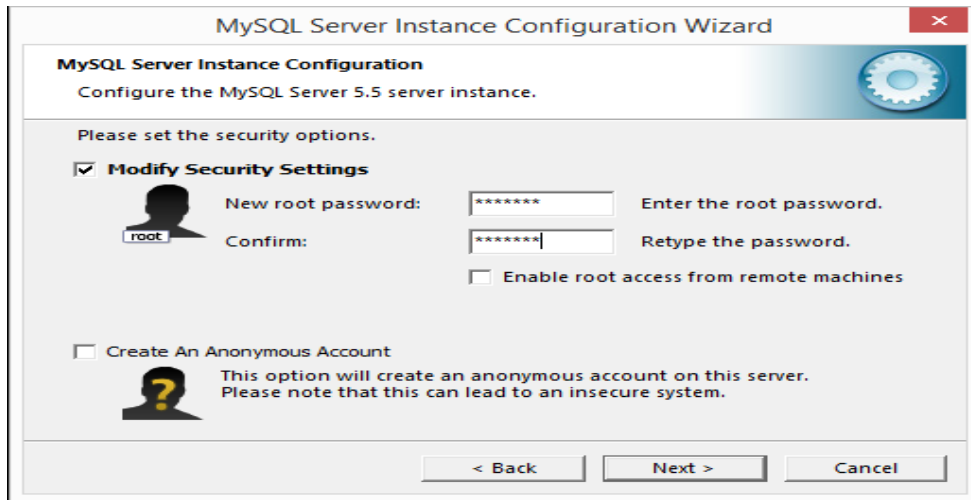 MySQL Server Instance Configuration Wizard
MySQL Server Instance Configuration
Configure the MySQL Server 5.5 server instance.
Please set the security options.
Modify Security Settings
root
New root password: ******* Enter the root password.
Confirm: ******* Retype the password.
Enable root access from remote machines
Create An Anonymous Account
This option will create an anonymous account on this server.
Please note that this can lead to an insecure system.
< Back Next > Cancel